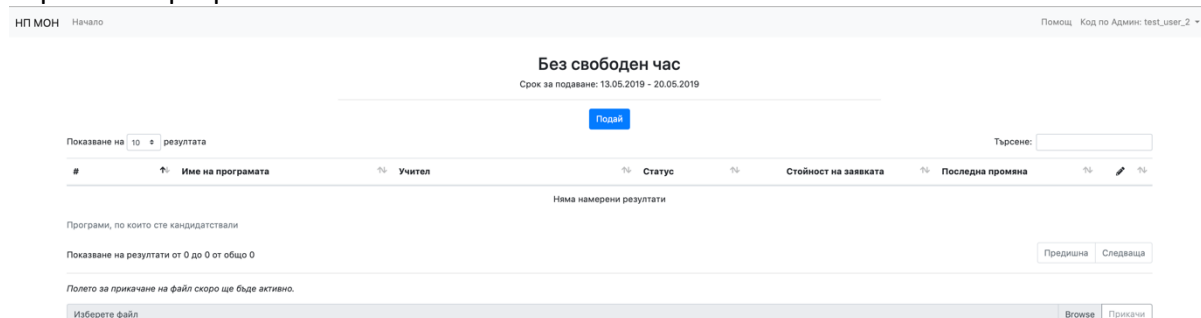 НП МОН Начало Помощ Код по Админ: test_user_2
Без свободен час
Срок за подаване: 13.05.2019 - 20.05.2019
Подай
Показване на 10 резултата Търсене:
# Име на програмата Учител Статус Стойност на заявката Последна промяна
Няма намерени резултати
Програми, по които сте кандидатствали
Показване на резултати от 0 до 0 от общо 0 Предишна Следваща
Полето за прикачане на файл скоро ще бъде активно.
Изберете файл Browse Прикачи